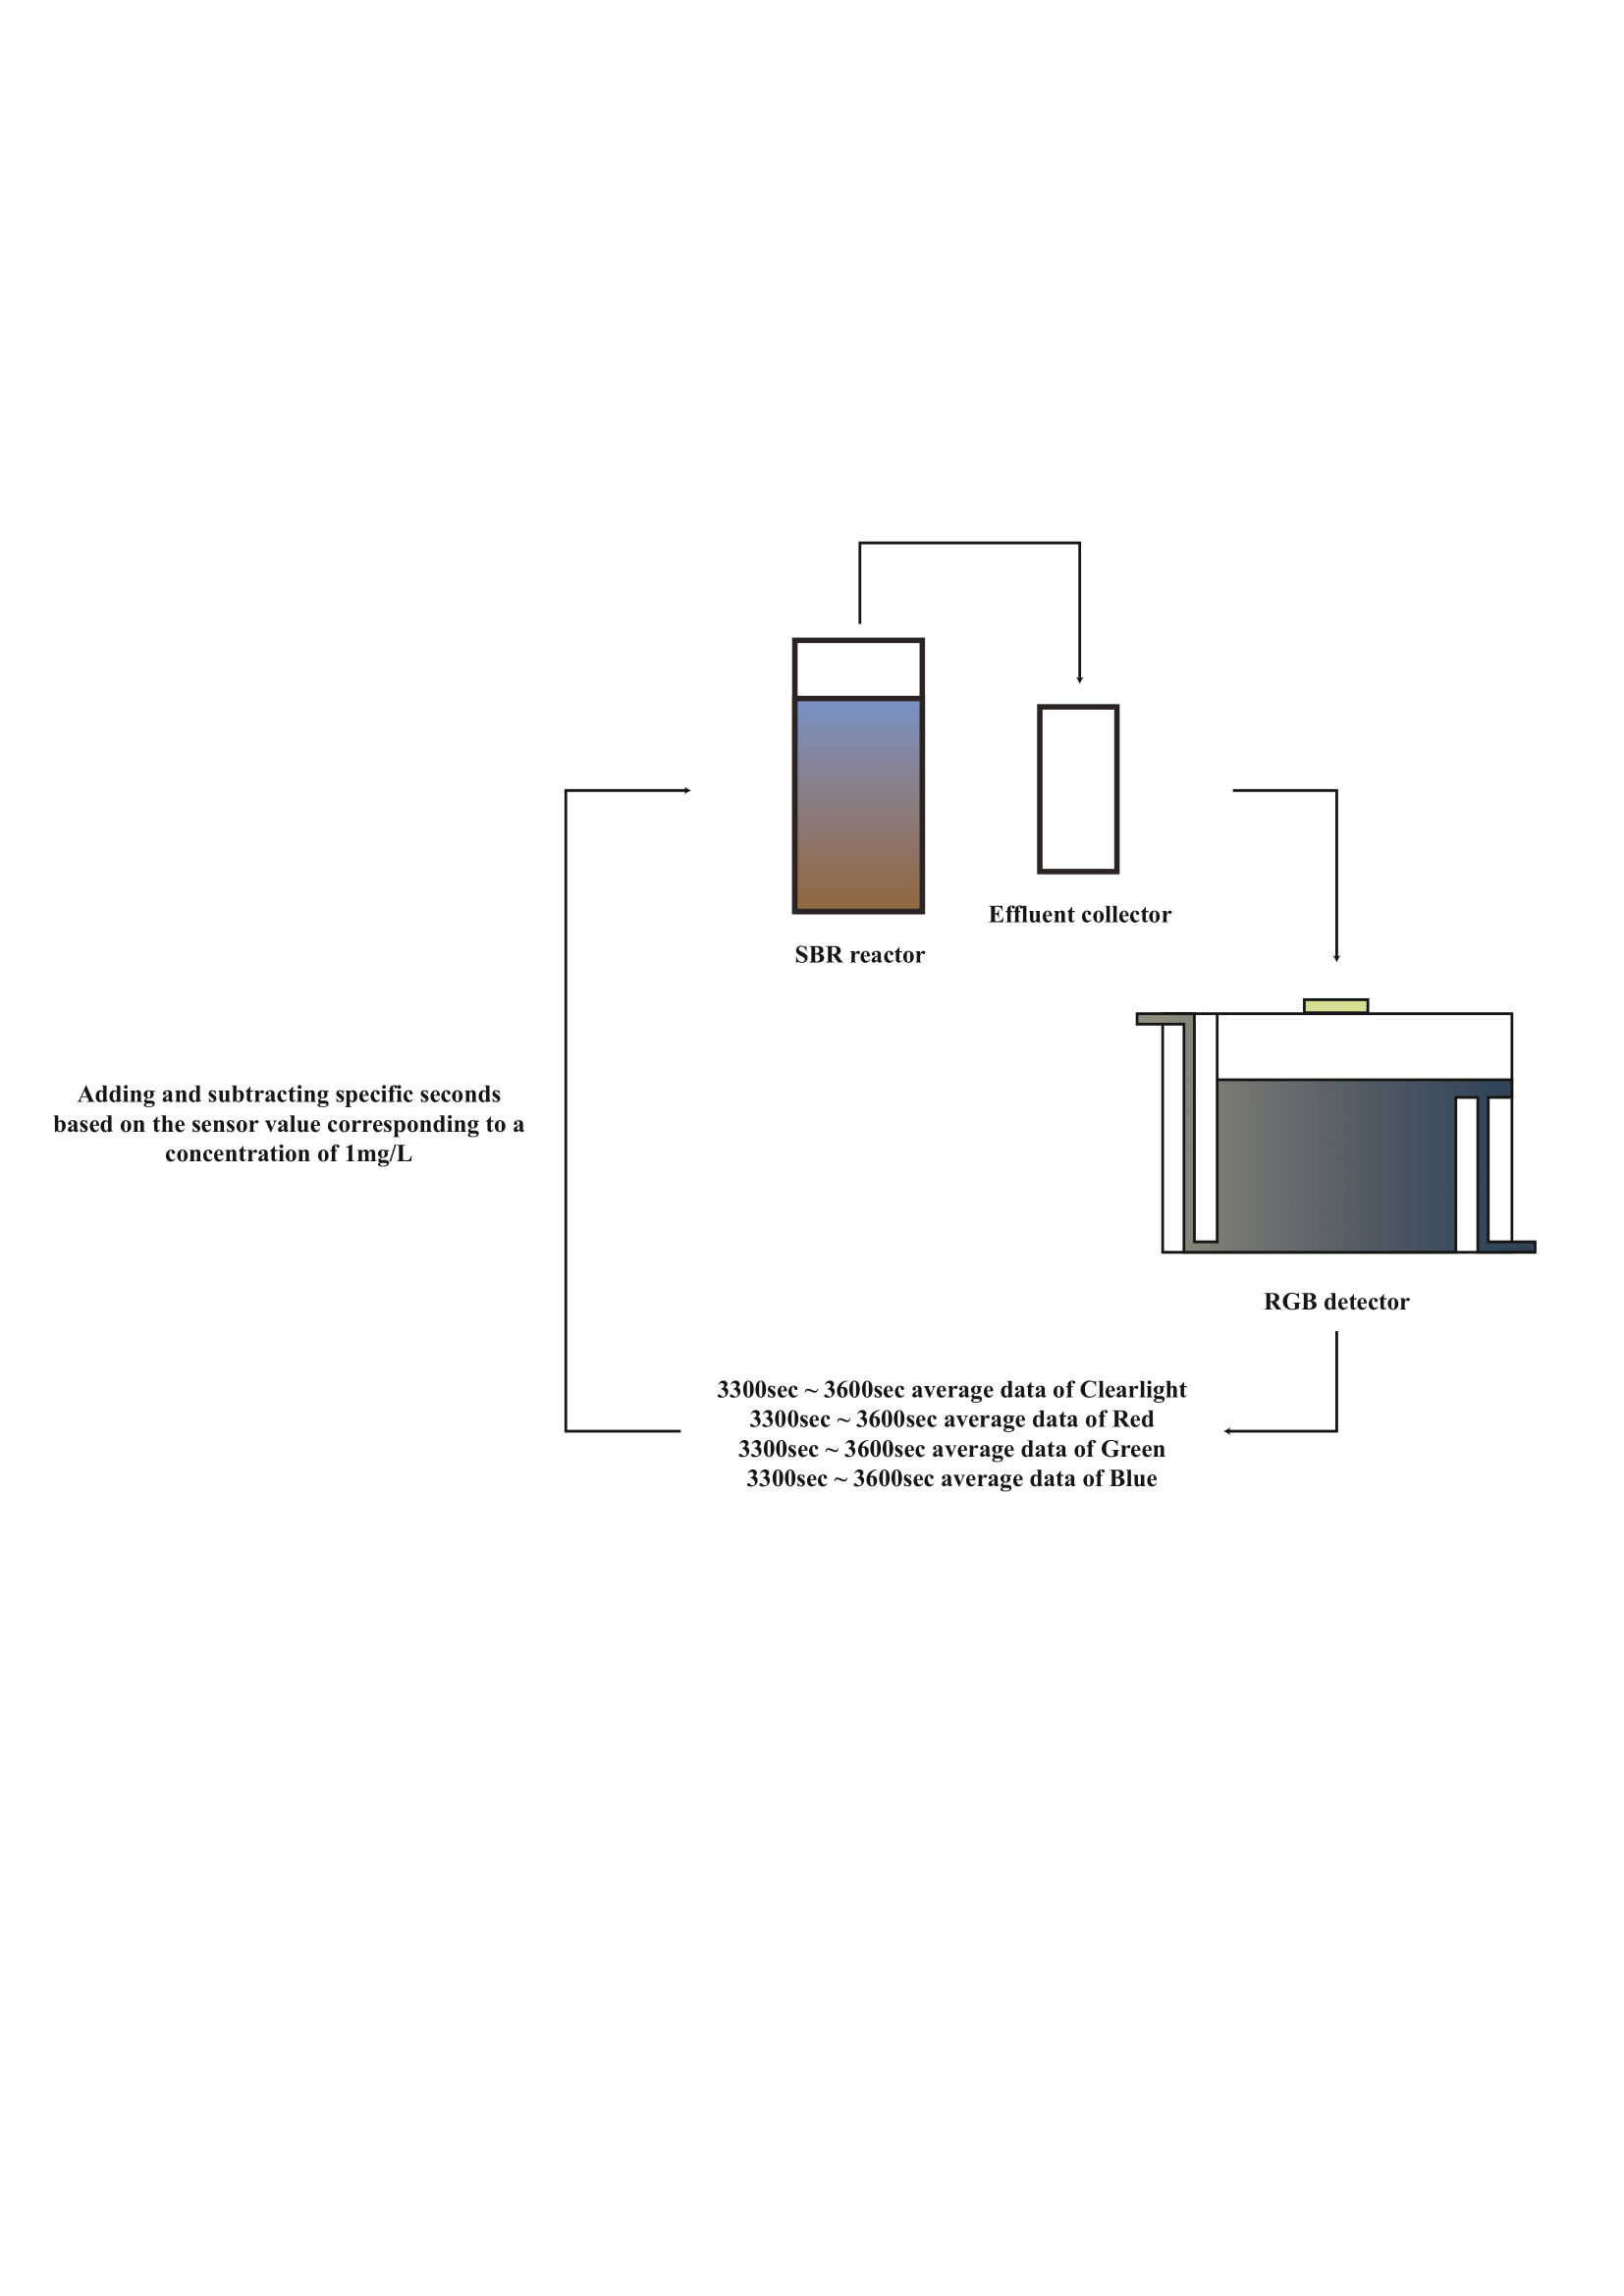 Effluent collector
SBR reactor
Adding and subtracting specific seconds
based on the sensor value corresponding to a
concentration of 1mg/L
RGB detector
3300sec ~ 3600sec average data of Clearlight
3300sec ~ 3600sec average data of Red
3300sec ~ 3600sec average data of Green
3300sec ~ 3600sec average data of Blue